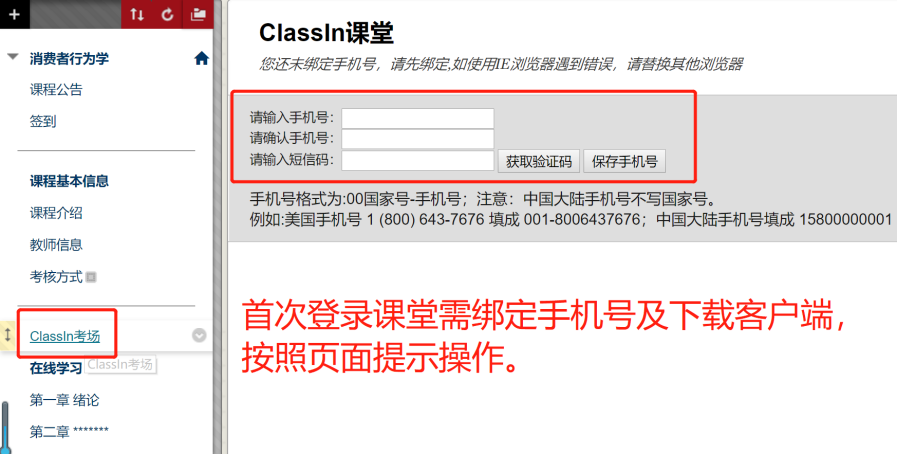 消费者行为学
课程公告
签到
课程基本信息
课程介绍
教师信息
考核方式
ClassIn考场
ClassIn考场
在线学习
第一章 绪论
第二章 *******
ClassIn课堂
您还未绑定手机号，请先绑定,如使用IE浏览器遇到错误，请替换其他浏览器
请输入手机号：
请确认手机号：
请输入短信码： 获取验证码 保存手机号
手机号格式为:00国家号-手机号；注意：中国大陆手机号不写国家号。
例如:美国手机号 1 (800) 643-7676 填成 001-8006437676；中国大陆手机号填成 15800000001
首次登录课堂需绑定手机号及下载客户端，
按照页面提示操作。